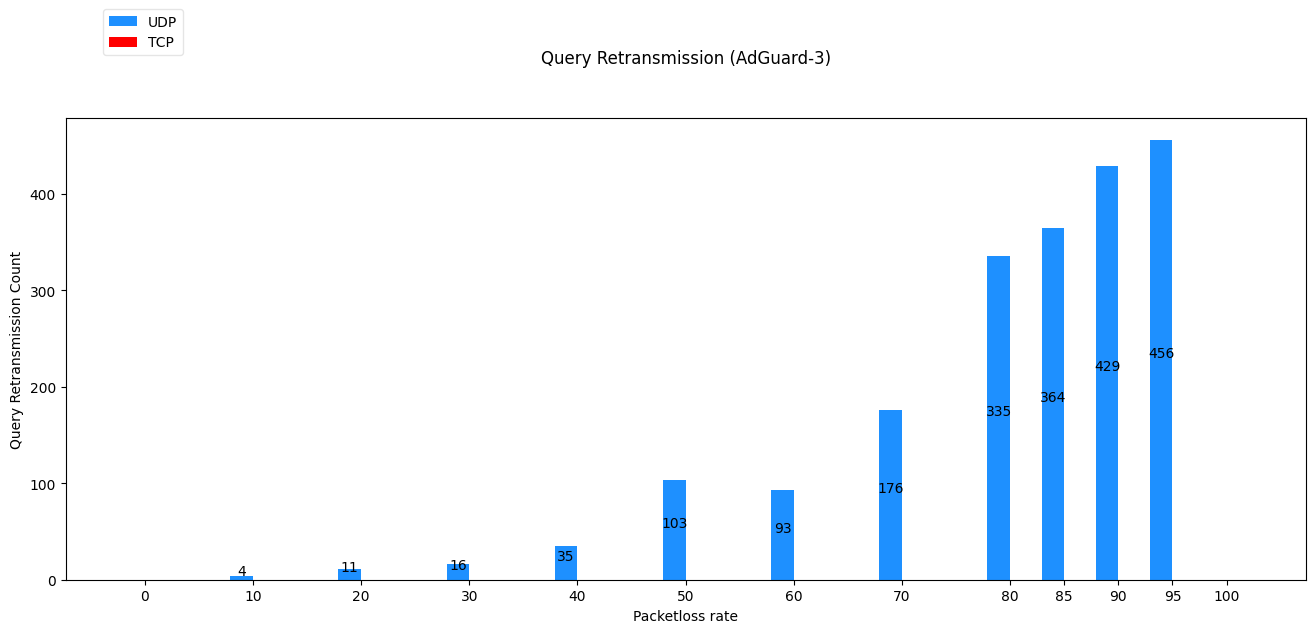 UDP
TCP
Query Retransmission (AdGuard-3)
Query Retransmission Count
400
300
200
100
0
4
11
16
35
103
93
176
335
364
429
456
0 10 20 30 40 50 60 70 80 85 90 95 100
Packetloss rate